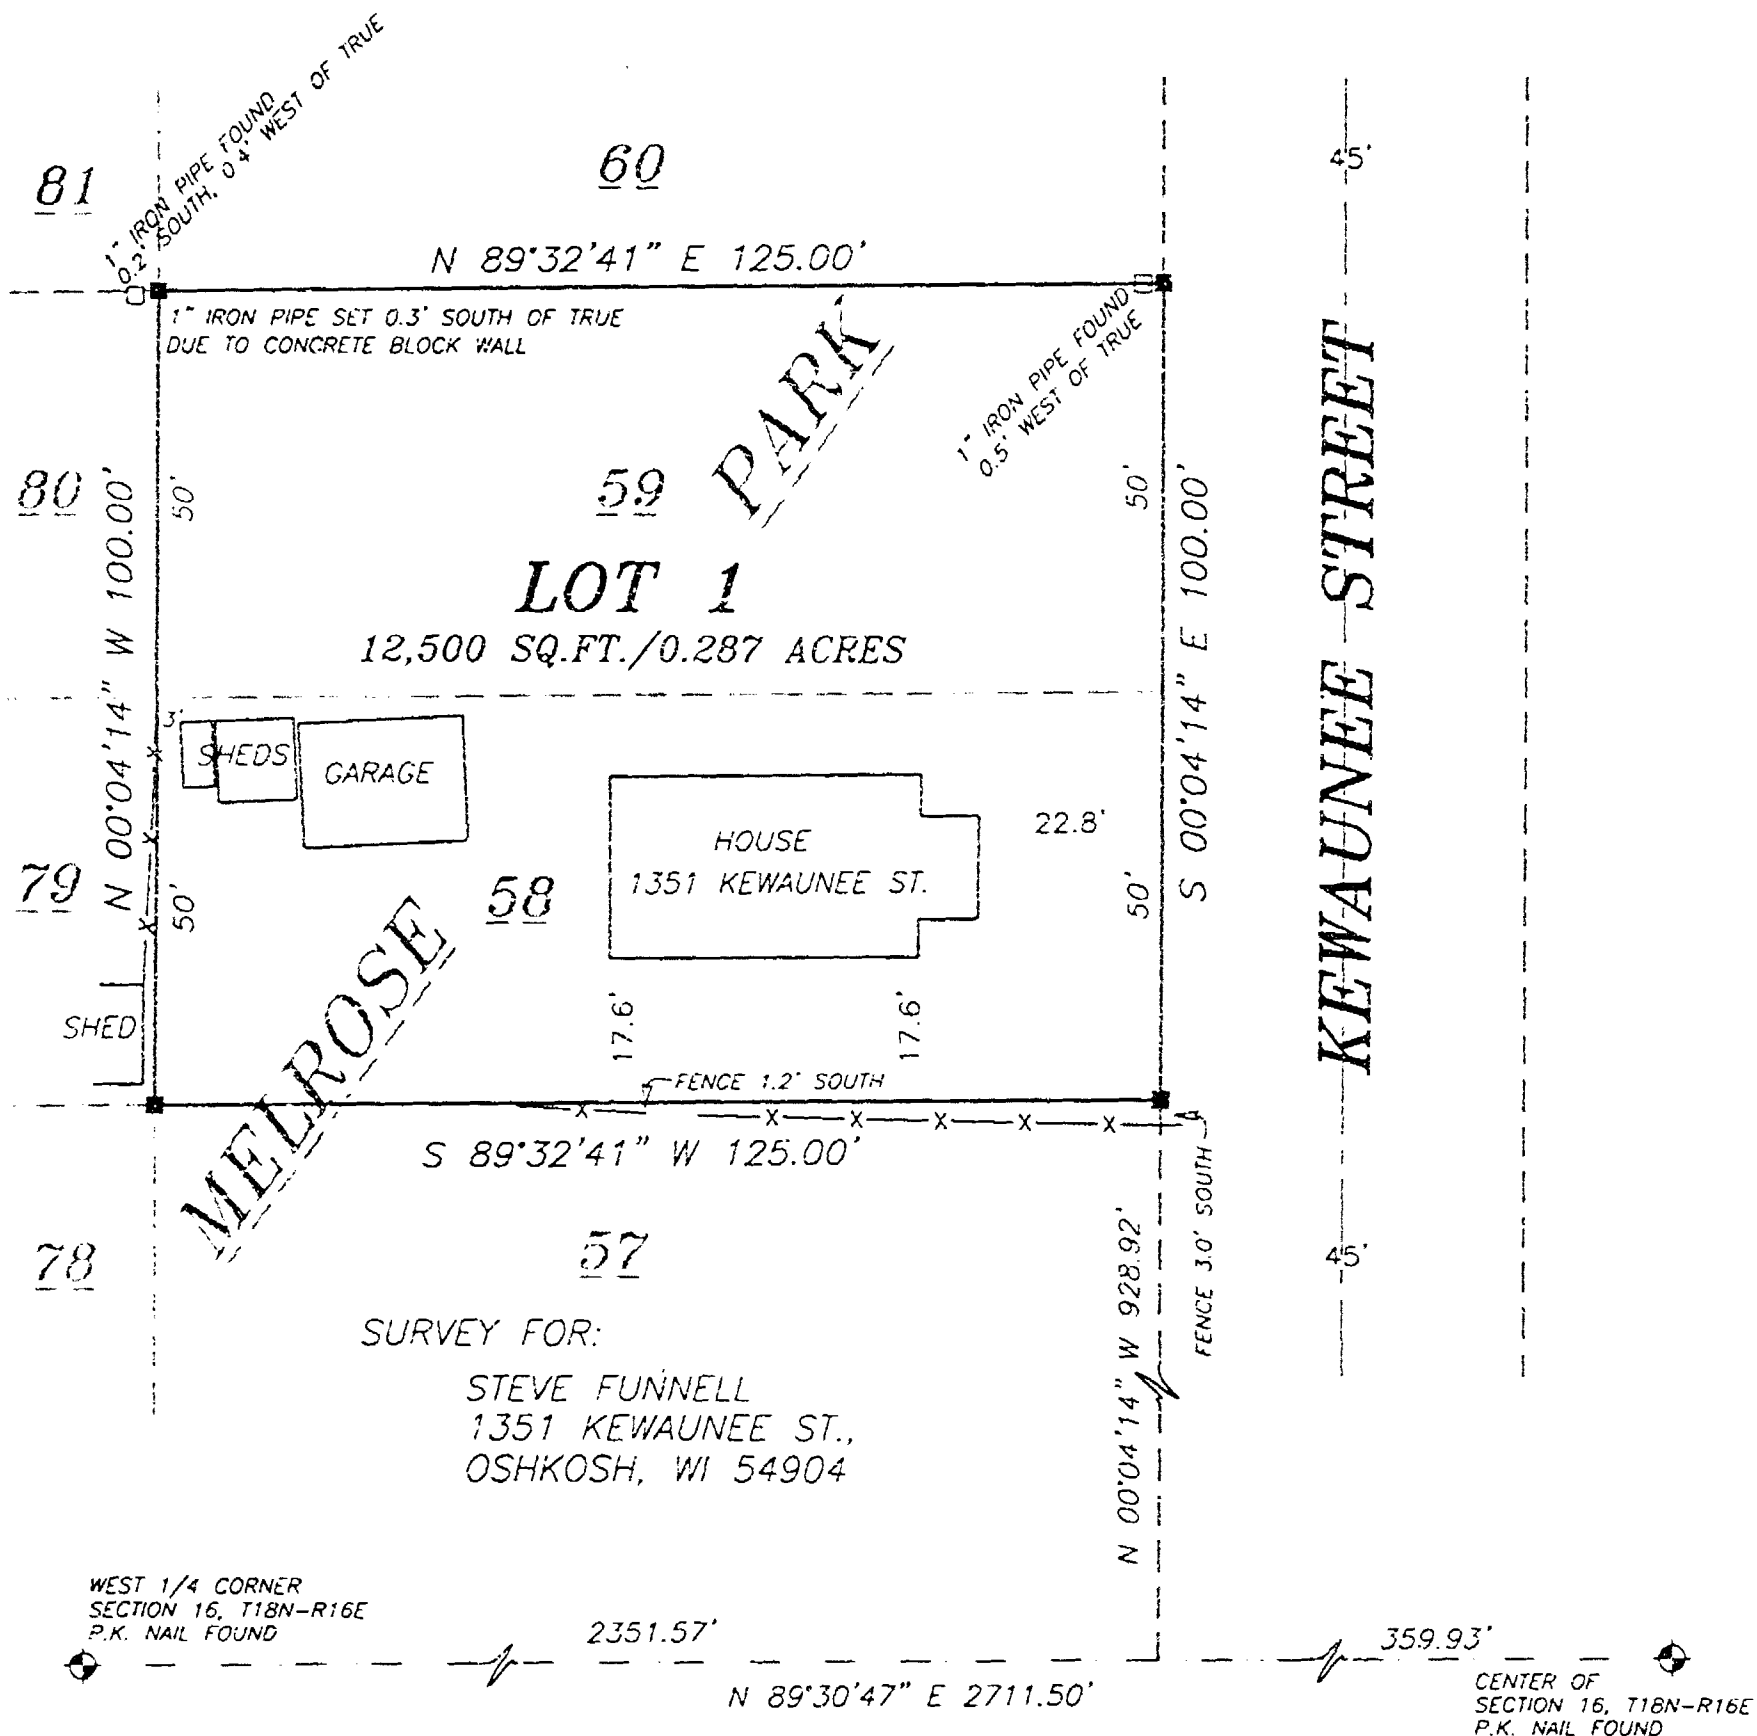 1" IRON PIPE FOUND
0.2' SOUTH, 0.4' WEST OF TRUE
81
60
45'
N 89°32'41" E 125.00'
1" IRON PIPE SET 0.3' SOUTH OF TRUE
DUE TO CONCRETE BLOCK WALL
1" IRON PIPE FOUND
0.5' WEST OF TRUE
PARK
80
N 00°04'14" W 100.00'
50'
59
50'
S 00°04'14" E 100.00'
KEWAUNEE STREET
LOT 1
12,500 SQ.FT./0.287 ACRES
3'
SHEDS
GARAGE
HOUSE
1351 KEWAUNEE ST.
22.8'
79
50'
58
50'
MELROSE
SHED
17.6'
17.6'
FENCE 1.2' SOUTH
X X X X X X
X X X
S 89°32'41" W 125.00'
78
57
N 00°04'14" W 928.92'
FENCE 3.0' SOUTH
45'
SURVEY FOR:
STEVE FUNNELL
1351 KEWAUNEE ST.,
OSHKOSH, WI 54904
WEST 1/4 CORNER
SECTION 16, T18N-R16E
P.K. NAIL FOUND
2351.57'
359.93'
N 89°30'47" E 2711.50'
CENTER OF
SECTION 16, T18N-R16E
P.K. NAIL FOUND